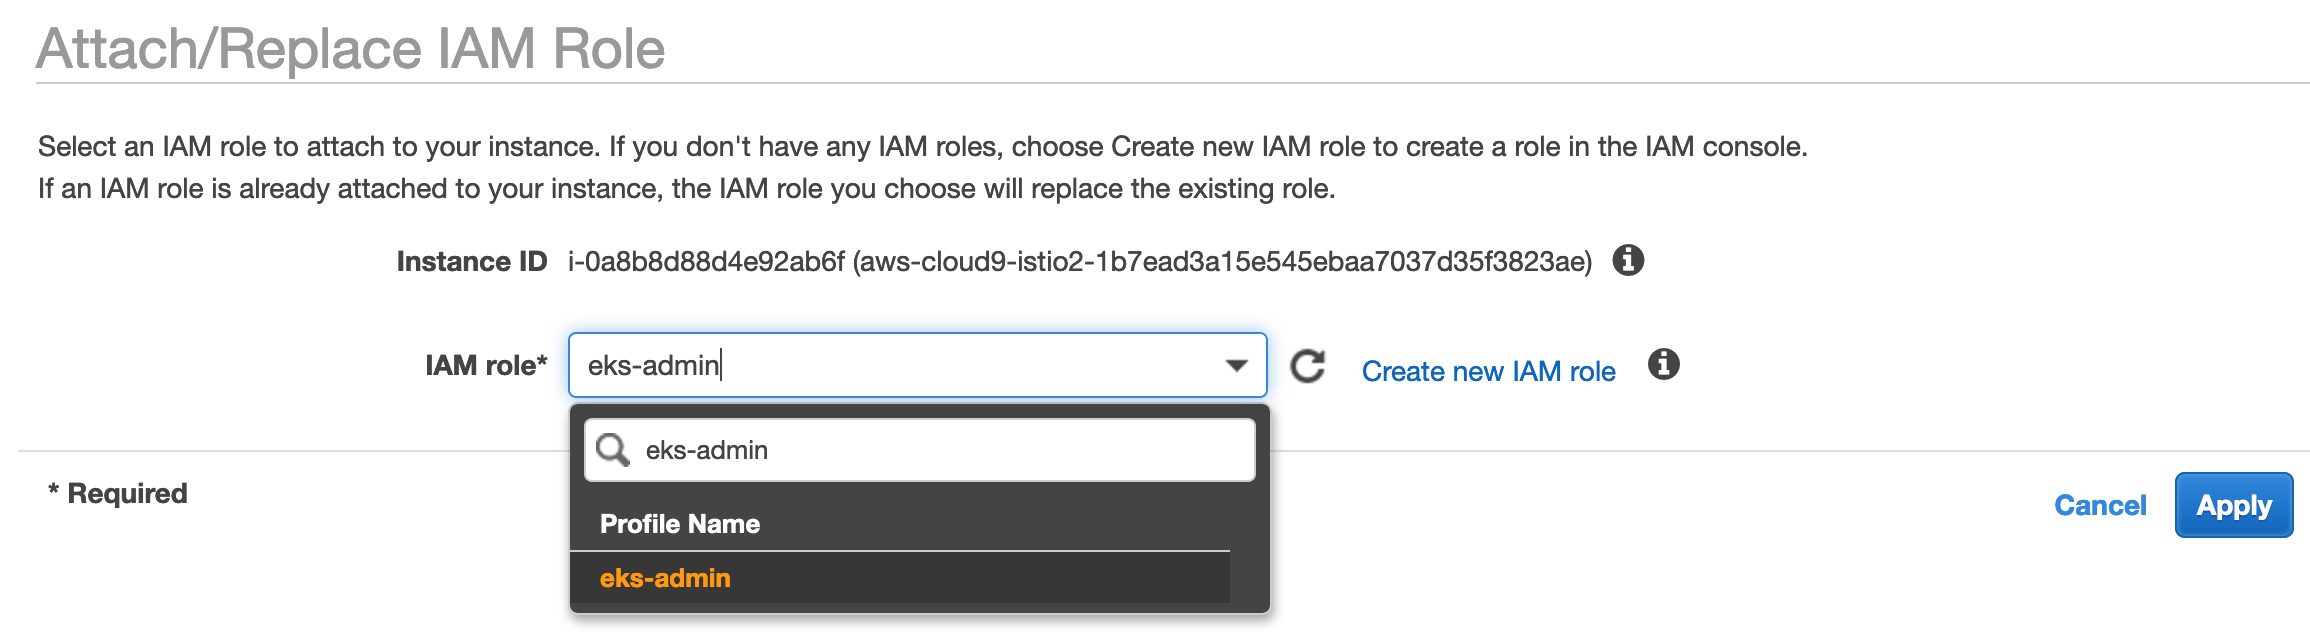 Attach/Replace IAM Role
Select an IAM role to attach to your instance. If you don't have any IAM roles, choose Create new IAM role to create a role in the IAM console.
If an IAM role is already attached to your instance, the IAM role you choose will replace the existing role.
Instance ID i-0a8b8d88d4e92ab6f (aws-cloud9-istio2-1b7ead3a15e545ebaa7037d35f3823ae)
IAM role* eks-admin Create new IAM role
eks-admin
Profile Name
eks-admin
* Required
Cancel Apply